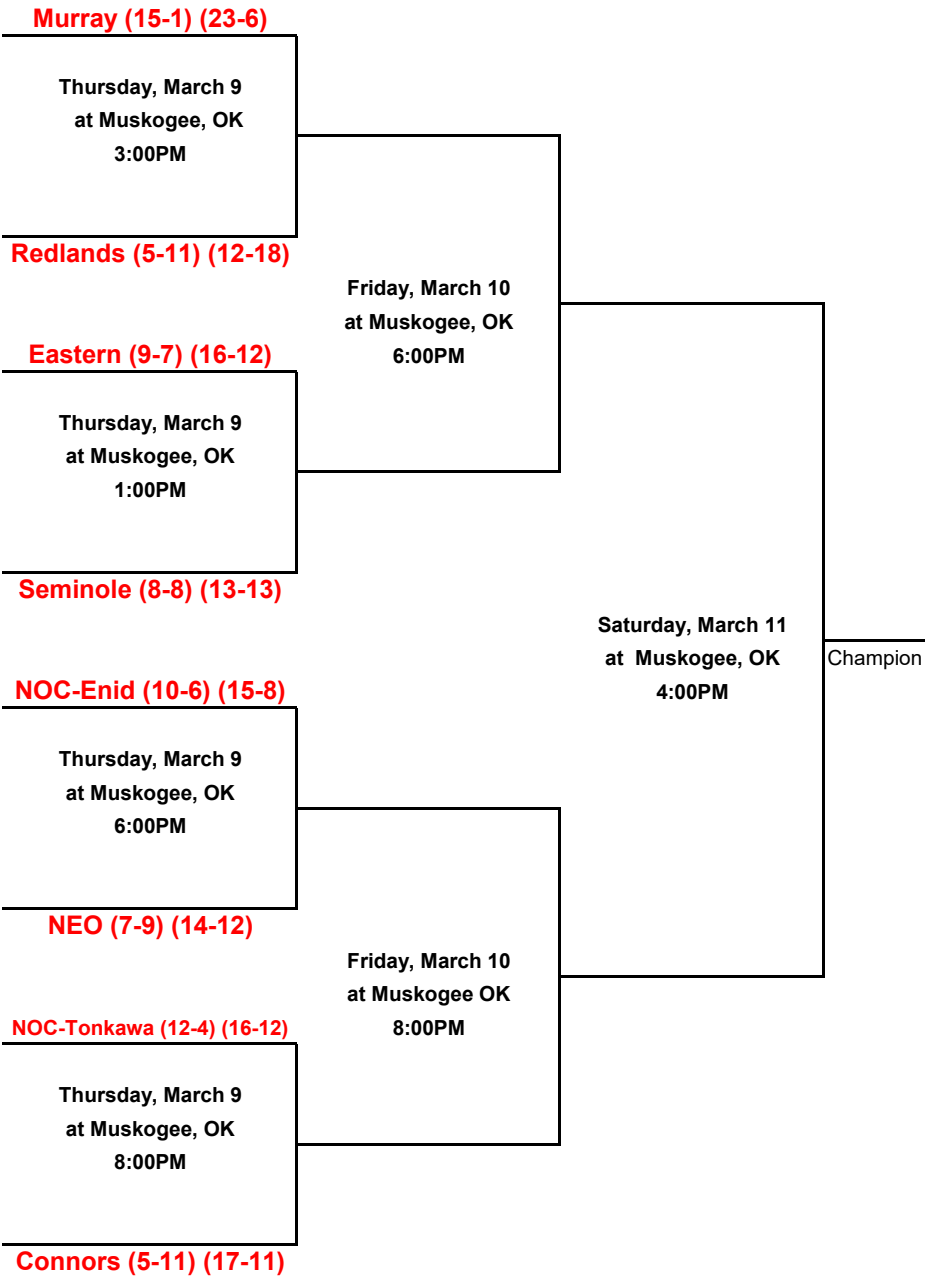 Murray (15-1) (23-6)
Thursday, March 9
at Muskogee, OK
3:00PM
Redlands (5-11) (12-18)
Friday, March 10
at Muskogee, OK
6:00PM
Eastern (9-7) (16-12)
Thursday, March 9
at Muskogee, OK
1:00PM
Seminole (8-8) (13-13)
Saturday, March 11
at  Muskogee, OK
4:00PM
Champion
NOC-Enid (10-6) (15-8)
Thursday, March 9
at Muskogee, OK
6:00PM
NEO (7-9) (14-12)
Friday, March 10
at Muskogee OK
8:00PM
NOC-Tonkawa (12-4) (16-12)
Thursday, March 9
at Muskogee, OK
8:00PM
Connors (5-11) (17-11)